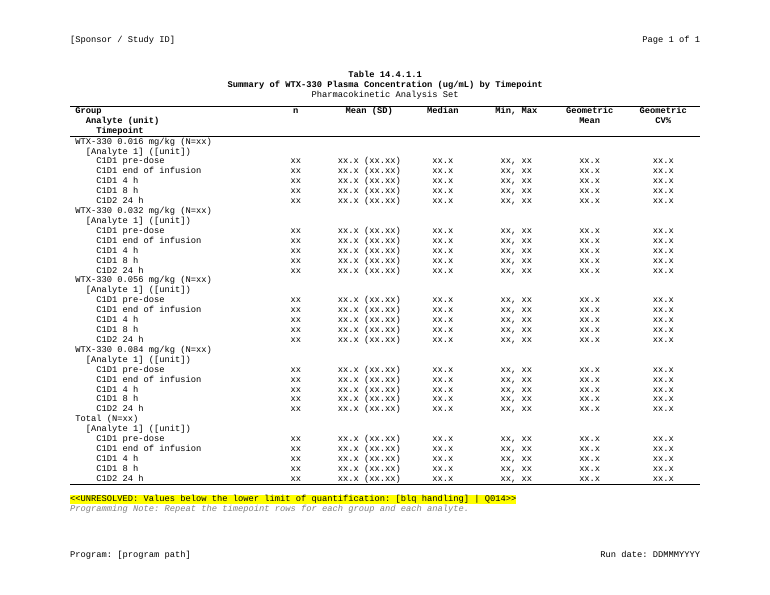 [Sponsor / Study ID] Page 1 of 1
Table 14.4.1.1
Summary of WTX-330 Plasma Concentration (ug/mL) by Timepoint
Pharmacokinetic Analysis Set
Group n Mean (SD) Median Min, Max Geometric Geometric
Analyte (unit) Mean CV%
Timepoint
WTX-330 0.016 mg/kg (N=xx)
[Analyte 1] ([unit])
C1D1 pre-dose xx xx.x (xx.xx) xx.x xx, xx xx.x xx.x
C1D1 end of infusion xx xx.x (xx.xx) xx.x xx, xx xx.x xx.x
C1D1 4 h xx xx.x (xx.xx) xx.x xx, xx xx.x xx.x
C1D1 8 h xx xx.x (xx.xx) xx.x xx, xx xx.x xx.x
C1D2 24 h xx xx.x (xx.xx) xx.x xx, xx xx.x xx.x
WTX-330 0.032 mg/kg (N=xx)
[Analyte 1] ([unit])
C1D1 pre-dose xx xx.x (xx.xx) xx.x xx, xx xx.x xx.x
C1D1 end of infusion xx xx.x (xx.xx) xx.x xx, xx xx.x xx.x
C1D1 4 h xx xx.x (xx.xx) xx.x xx, xx xx.x xx.x
C1D1 8 h xx xx.x (xx.xx) xx.x xx, xx xx.x xx.x
C1D2 24 h xx xx.x (xx.xx) xx.x xx, xx xx.x xx.x
WTX-330 0.056 mg/kg (N=xx)
[Analyte 1] ([unit])
C1D1 pre-dose xx xx.x (xx.xx) xx.x xx, xx xx.x xx.x
C1D1 end of infusion xx xx.x (xx.xx) xx.x xx, xx xx.x xx.x
C1D1 4 h xx xx.x (xx.xx) xx.x xx, xx xx.x xx.x
C1D1 8 h xx xx.x (xx.xx) xx.x xx, xx xx.x xx.x
C1D2 24 h xx xx.x (xx.xx) xx.x xx, xx xx.x xx.x
WTX-330 0.084 mg/kg (N=xx)
[Analyte 1] ([unit])
C1D1 pre-dose xx xx.x (xx.xx) xx.x xx, xx xx.x xx.x
C1D1 end of infusion xx xx.x (xx.xx) xx.x xx, xx xx.x xx.x
C1D1 4 h xx xx.x (xx.xx) xx.x xx, xx xx.x xx.x
C1D1 8 h xx xx.x (xx.xx) xx.x xx, xx xx.x xx.x
C1D2 24 h xx xx.x (xx.xx) xx.x xx, xx xx.x xx.x
Total (N=xx)
[Analyte 1] ([unit])
C1D1 pre-dose xx xx.x (xx.xx) xx.x xx, xx xx.x xx.x
C1D1 end of infusion xx xx.x (xx.xx) xx.x xx, xx xx.x xx.x
C1D1 4 h xx xx.x (xx.xx) xx.x xx, xx xx.x xx.x
C1D1 8 h xx xx.x (xx.xx) xx.x xx, xx xx.x xx.x
C1D2 24 h xx xx.x (xx.xx) xx.x xx, xx xx.x xx.x
<<UNRESOLVED: Values below the lower limit of quantification: [blq handling] | Q014>>
Programming Note: Repeat the timepoint rows for each group and each analyte.
Program: [program path] Run date: DDMMMYYYY